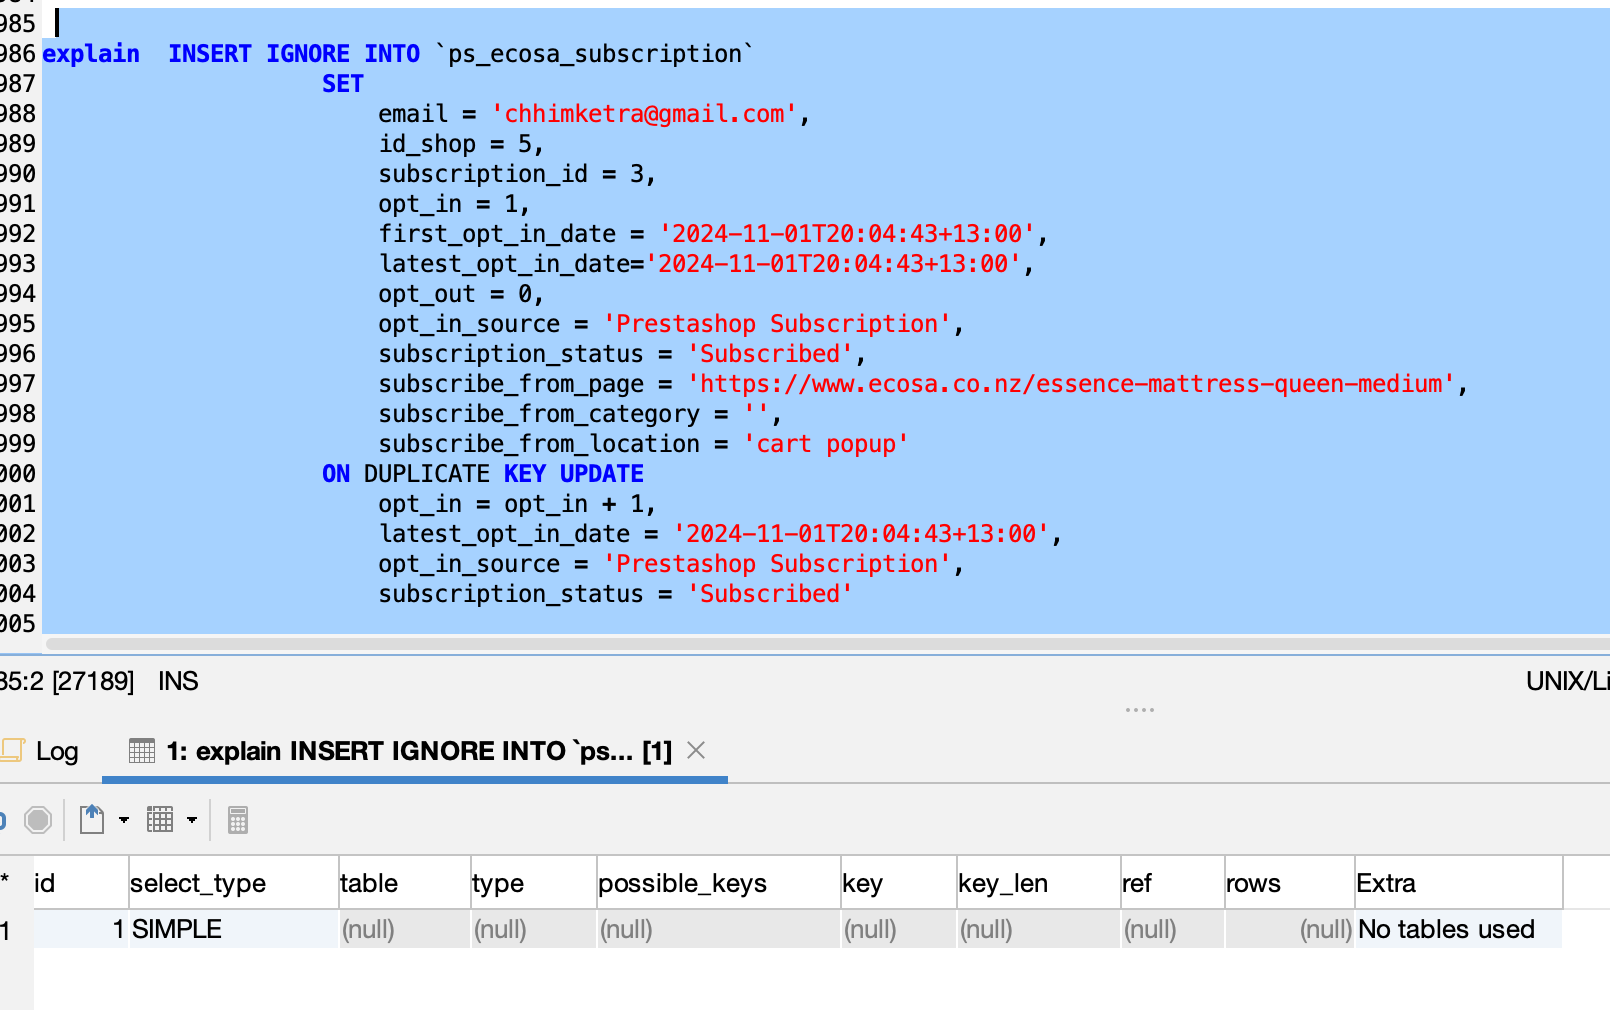 985
986 explain  INSERT IGNORE INTO `ps_ecosa_subscription`
987 SET
988 email = 'chhimketra@gmail.com',
989 id_shop = 5,
990 subscription_id = 3,
991 opt_in = 1,
992 first_opt_in_date = '2024-11-01T20:04:43+13:00',
993 latest_opt_in_date='2024-11-01T20:04:43+13:00',
994 opt_out = 0,
995 opt_in_source = 'Prestashop Subscription',
996 subscription_status = 'Subscribed',
997 subscribe_from_page = 'https://www.ecosa.co.nz/essence-mattress-queen-medium',
998 subscribe_from_category = '',
999 subscribe_from_location = 'cart popup'
000 ON DUPLICATE KEY UPDATE
001 opt_in = opt_in + 1,
002 latest_opt_in_date = '2024-11-01T20:04:43+13:00',
003 opt_in_source = 'Prestashop Subscription',
004 subscription_status = 'Subscribed'
005
35:2 [27189] INS UNIX/Li
Log 1: explain INSERT IGNORE INTO `ps... [1]
* id select_type table type possible_keys key key_len ref rows Extra
1 1 SIMPLE (null) (null) (null) (null) (null) (null) (null) No tables used